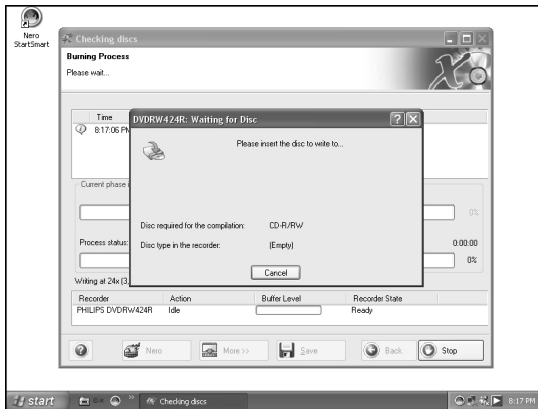 Nero
StartSmart
Checking discs
Burning Process
Please wait...
Time
8:17:06 PM
DVDRW424R: Waiting for Disc
Please insert the disc to write to...
Disc required for the compilation: CD-R/RW
Disc type in the recorder: (Empty)
Cancel
Current phase
0%
Process status: 0:00:00
0%
Writing at 24x (3,
Recorder Action Buffer Level Recorder State
PHILIPS DVDRW424R Idle Ready
Nero More >> Save Back Stop
start Checking discs 8:17 PM